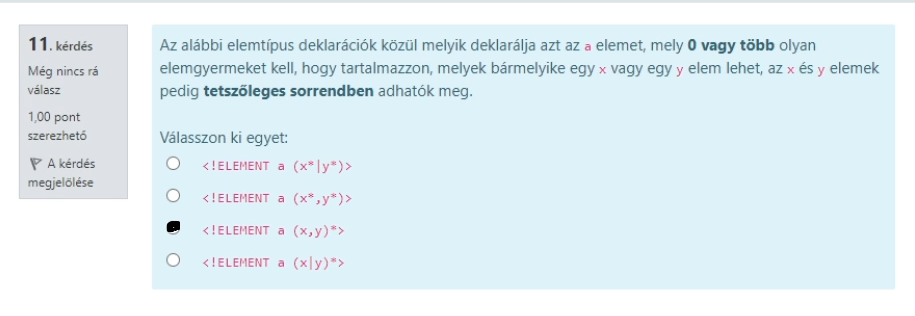 11. kérdés
Még nincs rá
válasz
1,00 pont
szerezhető
A kérdés
megjelölése
Az alábbi elemtípus deklarációk közül melyik deklarálja azt az a elemet, mely 0 vagy több olyan
elemgyermeket kell, hogy tartalmazzon, melyek bármelyike egy x vagy egy y elem lehet, az x és y elemek
pedig tetszőleges sorrendben adhatók meg.
Válasszon ki egyet:
<!ELEMENT a (x*|y*)>
<!ELEMENT a (x*,y*)>
<!ELEMENT a (x,y)*>
<!ELEMENT a (x|y)*>